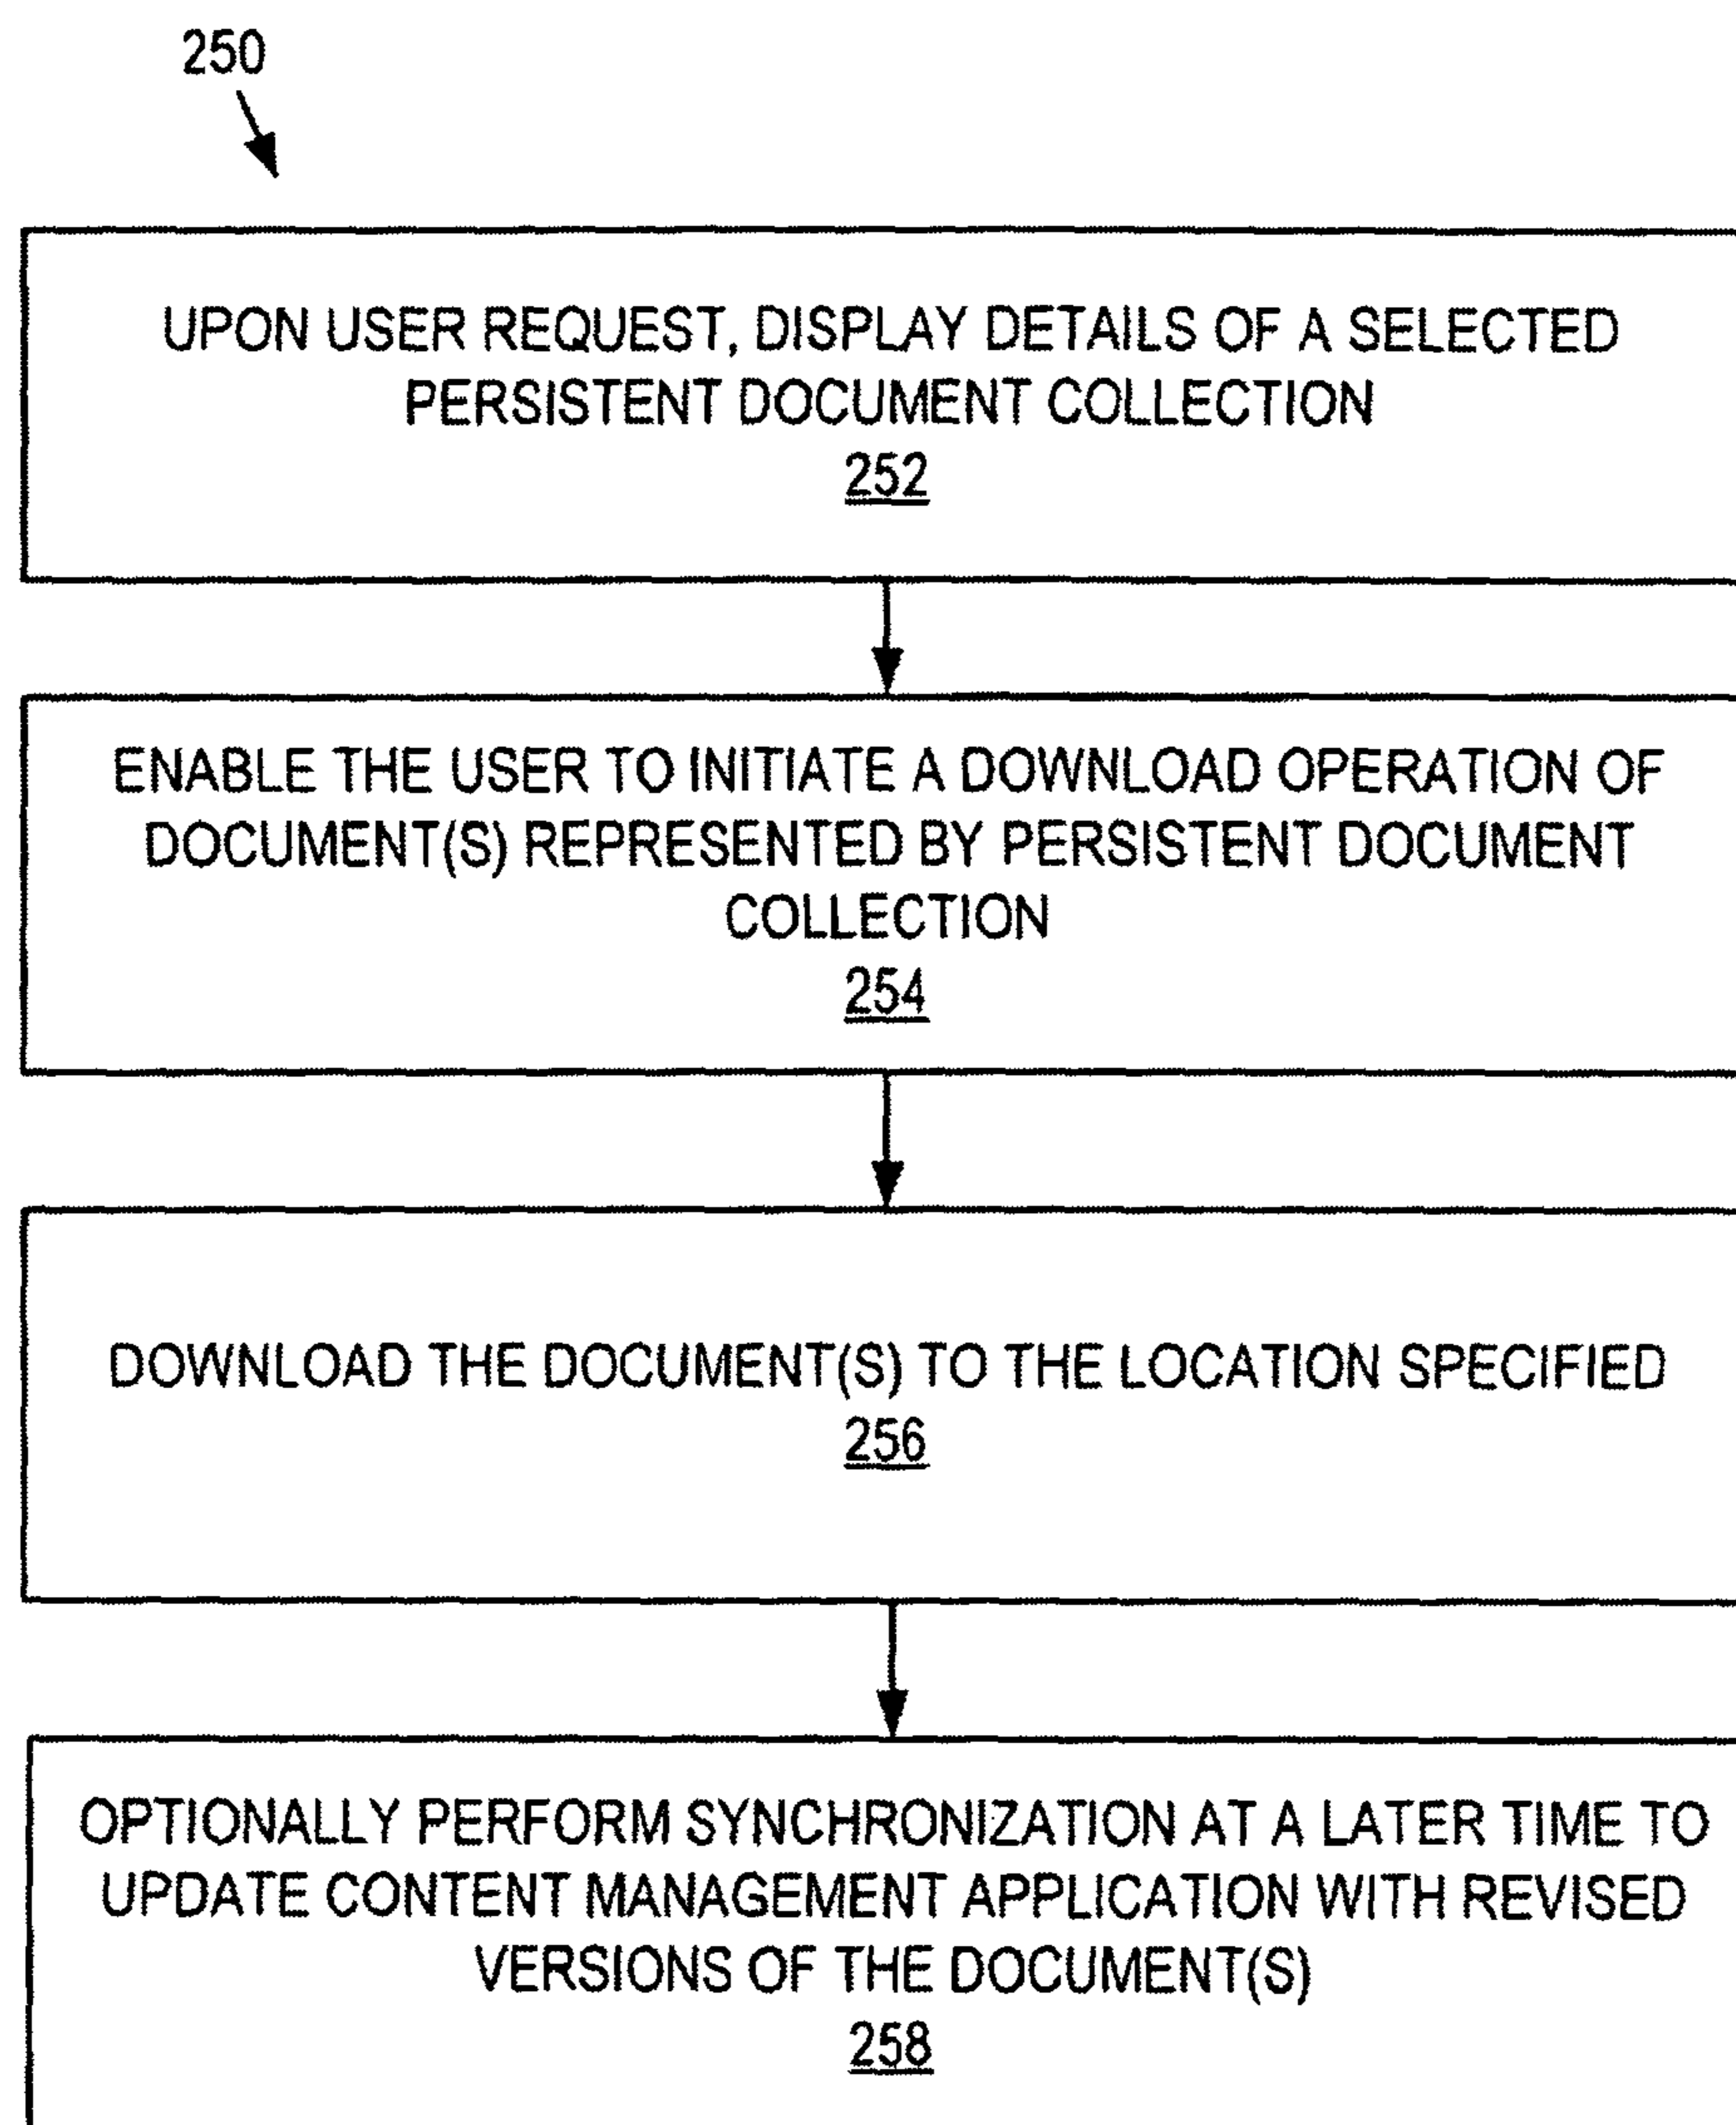 250
UPON USER REQUEST, DISPLAY DETAILS OF A SELECTED
PERSISTENT DOCUMENT COLLECTION
252
ENABLE THE USER TO INITIATE A DOWNLOAD OPERATION OF
DOCUMENT(S) REPRESENTED BY PERSISTENT DOCUMENT
COLLECTION
254
DOWNLOAD THE DOCUMENT(S) TO THE LOCATION SPECIFIED
256
OPTIONALLY PERFORM SYNCHRONIZATION AT A LATER TIME TO
UPDATE CONTENT MANAGEMENT APPLICATION WITH REVISED
VERSIONS OF THE DOCUMENT(S)
258